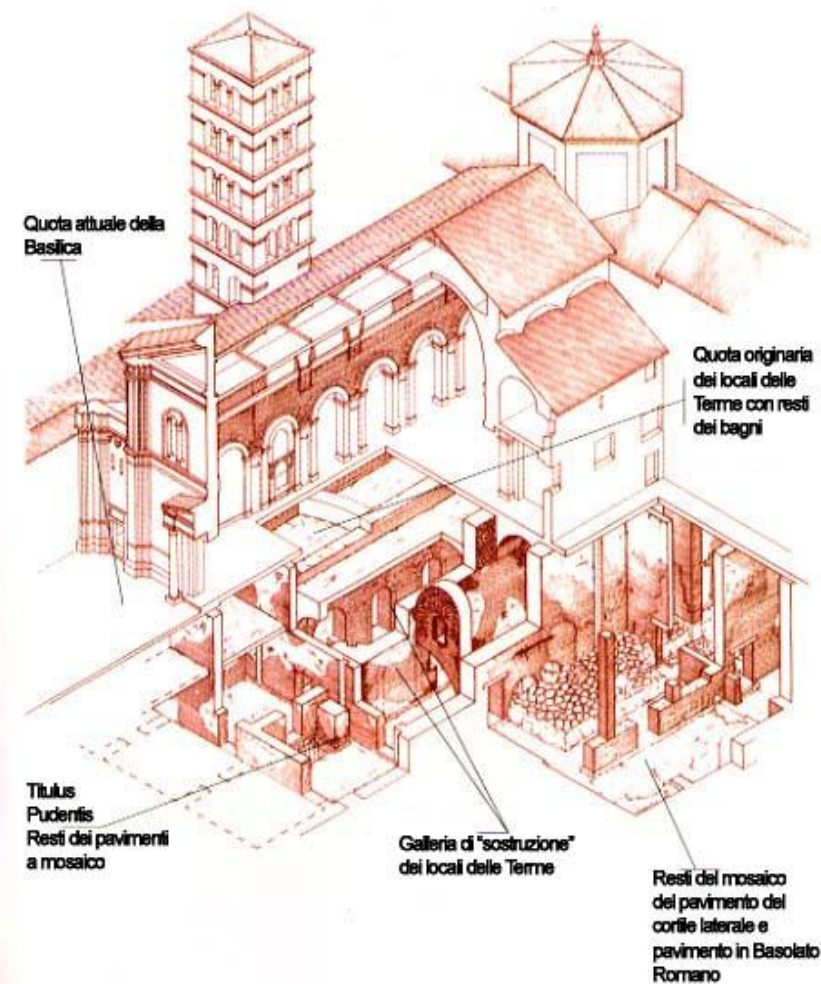 Quota attuale della
Basilica
Quota originaria
dei locali delle
Terme con resti
dei bagni
Titulus
Pudentis
Resti dei pavimenti
a mosaico
Galleria di "sostruzione"
dei locali delle Terme
Resti del mosaico
del pavimento del
cortile laterale e
pavimento in Basolato
Romano